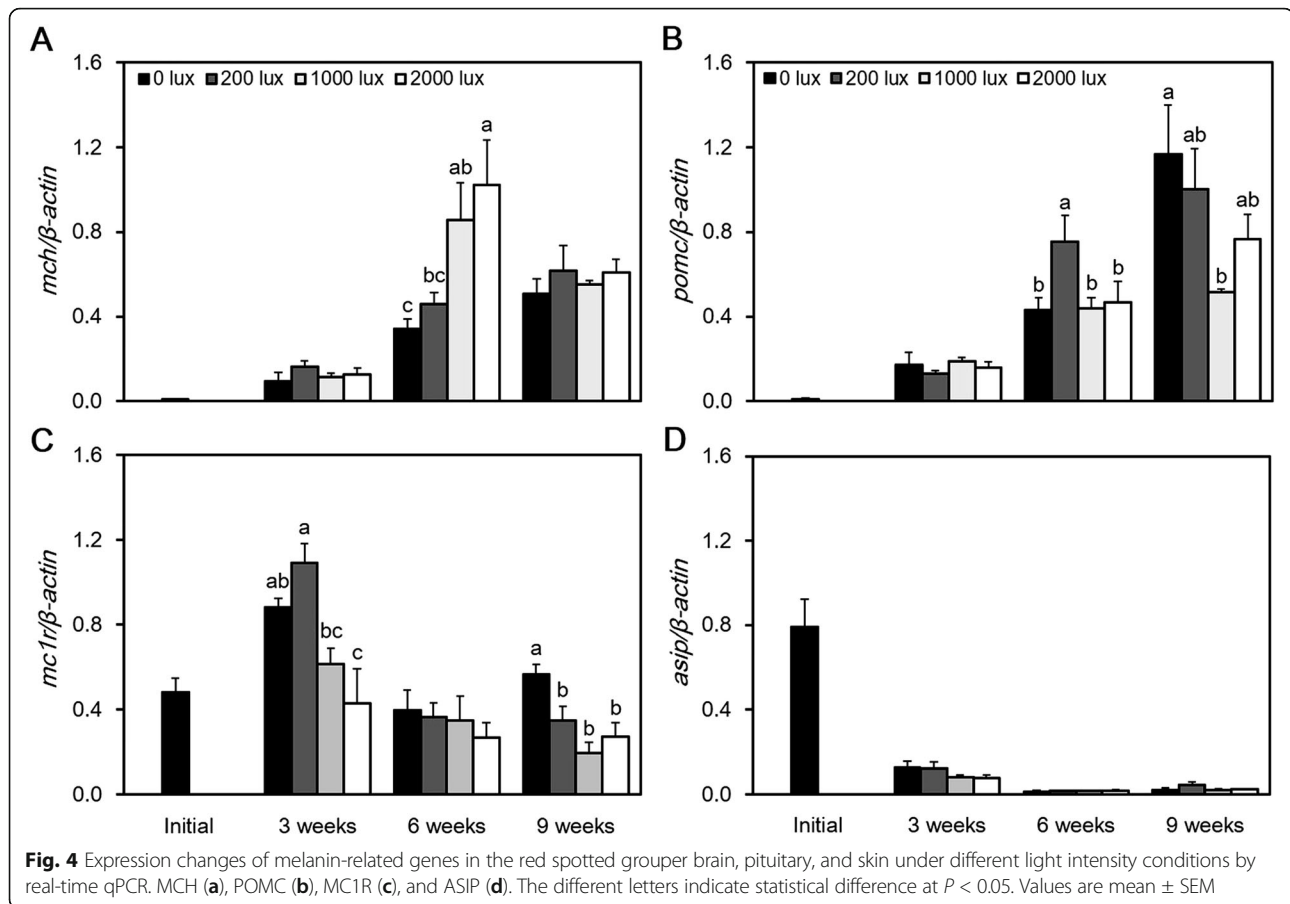 A
B
0 lux 200 lux 1000 lux 2000 lux
0 lux 200 lux 1000 lux 2000 lux
1.6
1.2
0.8
0.4
0.0
mch/β-actin
c bc ab a
1.6
1.2
0.8
0.4
0.0
pomc/β-actin
b a b b
a ab b ab
C
D
1.6
1.2
0.8
0.4
0.0
mc1r/β-actin
ab a bc c
a b b b
1.6
1.2
0.8
0.4
0.0
asip/β-actin
Initial 3 weeks 6 weeks 9 weeks
Initial 3 weeks 6 weeks 9 weeks
Fig. 4 Expression changes of melanin-related genes in the red spotted grouper brain, pituitary, and skin under different light intensity conditions by
real-time qPCR. MCH (a), POMC (b), MC1R (c), and ASIP (d). The different letters indicate statistical difference at P < 0.05. Values are mean ± SEM